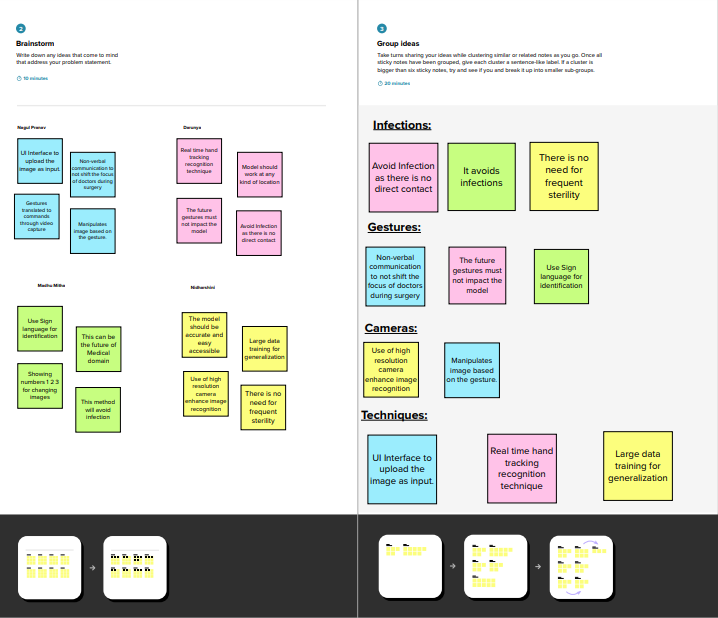 2
Brainstorm
Write down any ideas that come to mind
that address your problem statement.
10 minutes
Nagul Pranav
UI Interface to
upload the
image as input.
Non-verbal
communication to
not shift the focus
of doctors during
surgery
Gestures
translated to
commands
through video
capture
Manipulates
image based on
the gesture.
Real time hand
tracking
recognition
technique
Model should
work at any
kind of location
The future
gestures must
not impact the
model
Avoid Infection
as there is no
direct contact
Madhu Mitha
Use Sign
language for
identification
This can be
the future of
Medical
domain
Showing
numbers 1 2 3
for changing
images
This method
will avoid
infection
Nidharshini
The model
should be
accurate and
easy
accessible
Large data
training for
generalization
Use of high
resolution
camera
enhance image
recognition
There is no
need for
frequent
sterility
3
Group ideas
Take turns sharing your ideas while clustering similar or related notes as you go. Once all
sticky notes have been grouped, give each cluster a sentence-like label. If a cluster is
bigger than six sticky notes, try and see if you and break it up into smaller sub-groups.
20 minutes
Infections:
Avoid Infection
as there is no
direct contact
It avoids
infections
There is no
need for
frequent
sterility
Gestures:
Non-verbal
communication
to not shift the
focus of doctors
during surgery
The future
gestures must
not impact the
model
Use Sign
language for
identification
Cameras:
Use of high
resolution
camera
enhance image
recognition
Manipulates
image based
on the gesture.
Techniques:
UI Interface to
upload the
image as input.
Real time hand
tracking
recognition
technique
Large data
training for
generalization